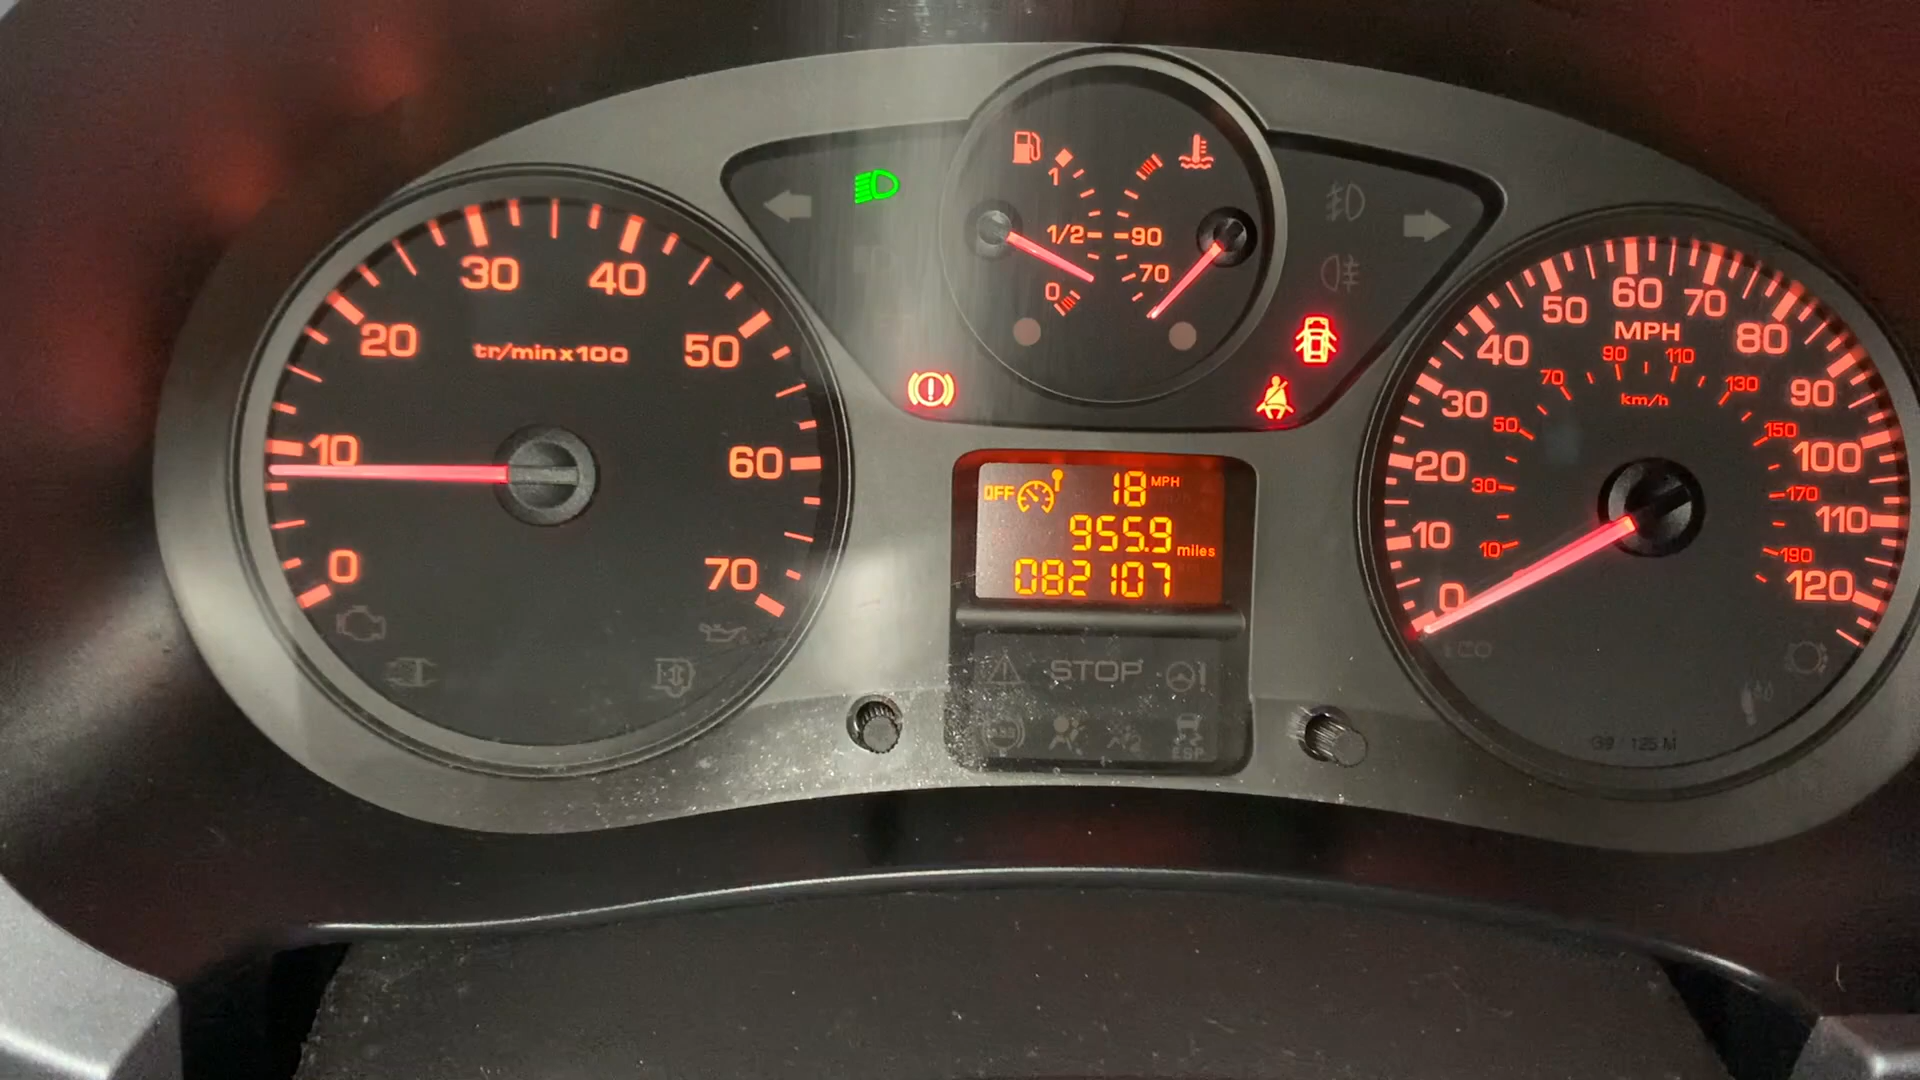 1/2 90
70
0
30 40
20 50
tr/min x 100
10 60
0 70
OFF 18 MPH
955.9 miles
082107
STOP
ESP
50 60 70
40 MPH 80
30 90
20 100
10 110
0 120
90 110
70 130
km/h
50 150
30 170
10 190